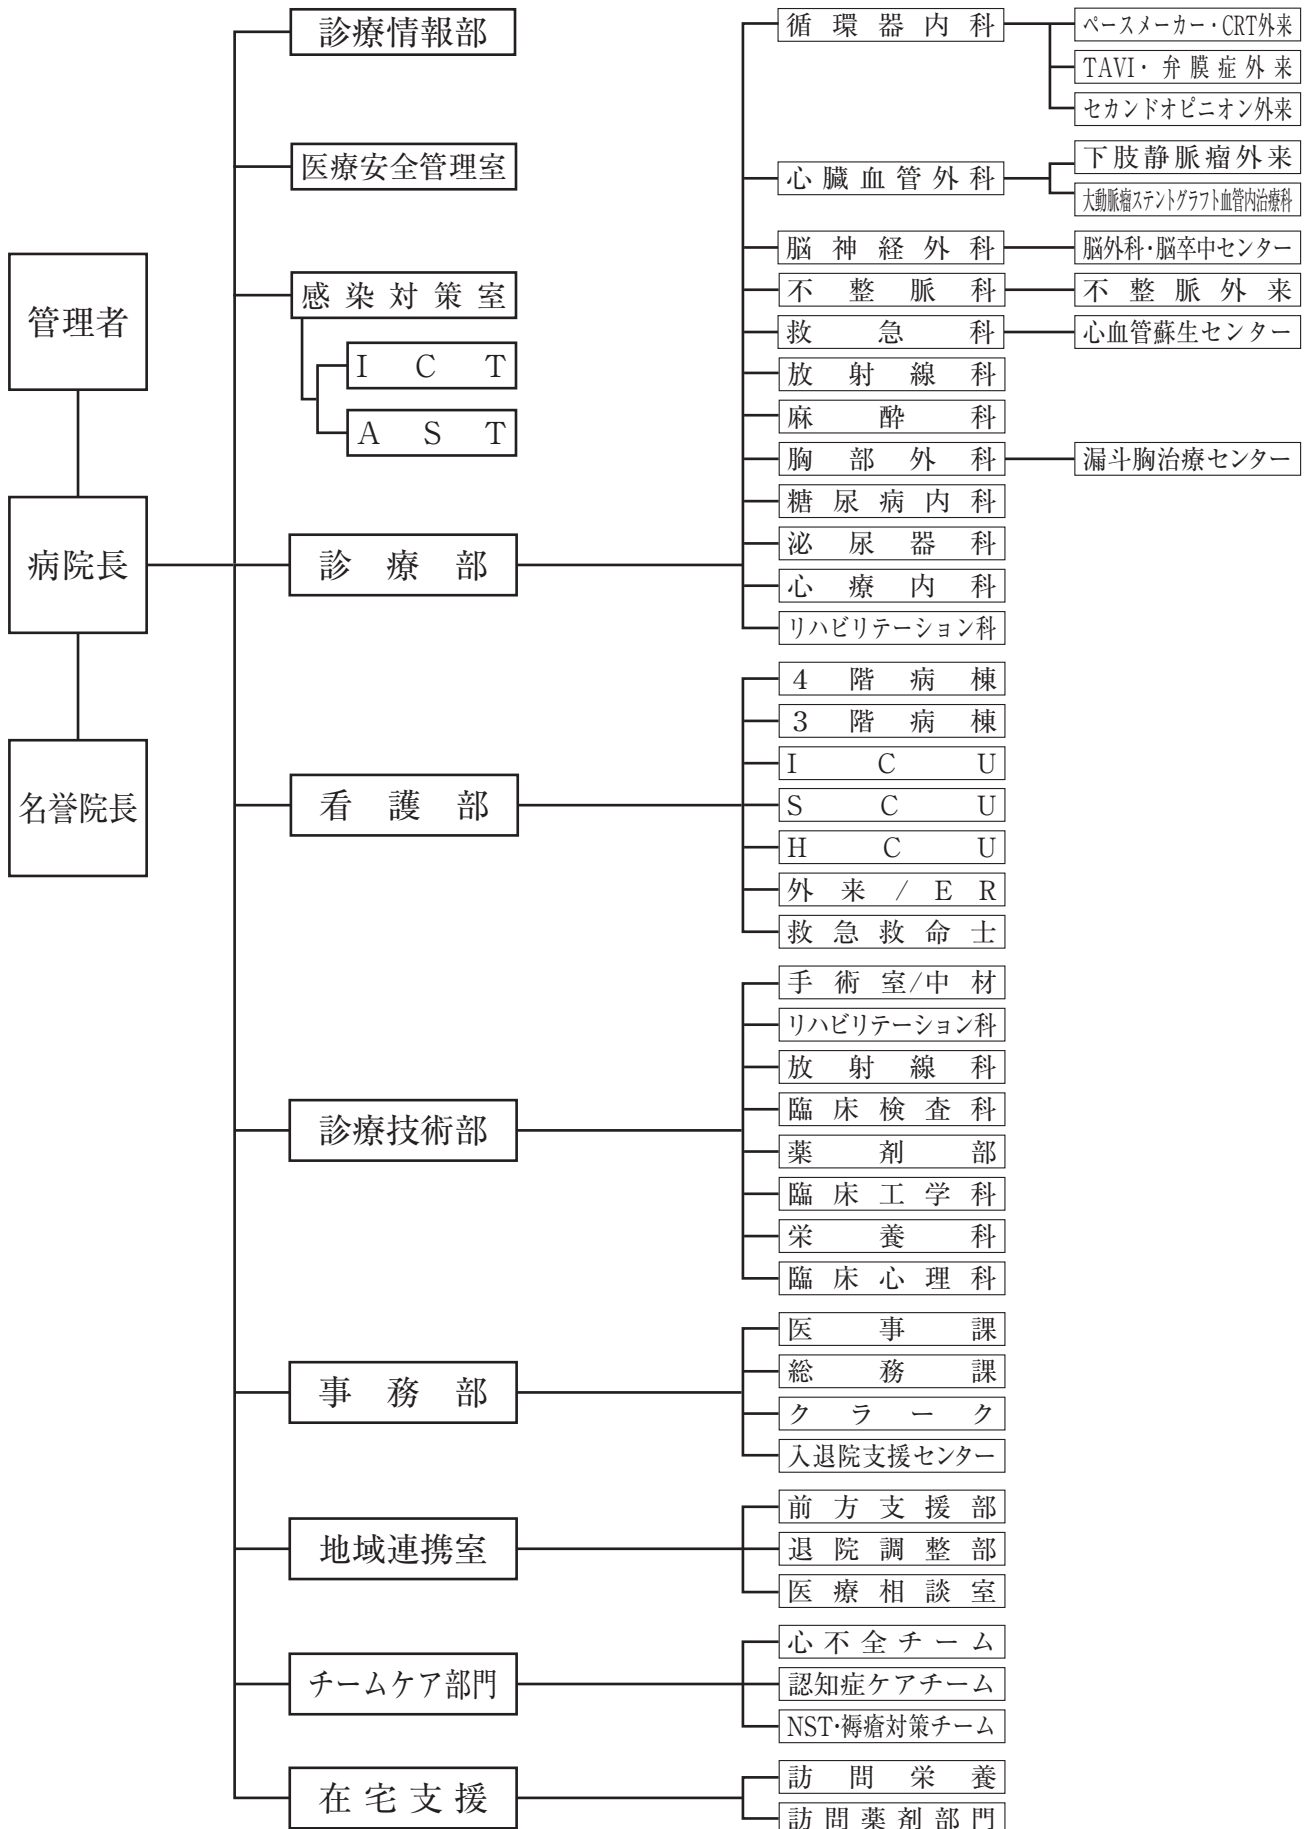 管理者
病院長
名誉院長
診療情報部
医療安全管理室
感染対策室
ICT
AST
診療部
循環器内科
ペースメーカー・CRT外来
TAVI・弁膜症外来
セカンドオピニオン外来
心臓血管外科
下肢静脈瘤外来
大動脈瘤ステントグラフト血管内治療科
脳神経外科
脳外科・脳卒中センター
不整脈科
不整脈外来
救急科
心血管蘇生センター
放射線科
麻酔科
胸部外科
漏斗胸治療センター
糖尿病内科
泌尿器科
心療内科
リハビリテーション科
看護部
4階病棟
3階病棟
ICU
SCU
HCU
外来/ER
救急救命士
診療技術部
手術室/中材
リハビリテーション科
放射線科
臨床検査科
薬剤部
臨床工学科
栄養科
臨床心理科
事務部
医事課
総務課
クラーク
入退院支援センター
地域連携室
前方支援部
退院調整部
医療相談室
チームケア部門
心不全チーム
認知症ケアチーム
NST・褥瘡対策チーム
在宅支援
訪問栄養
訪問薬剤部門